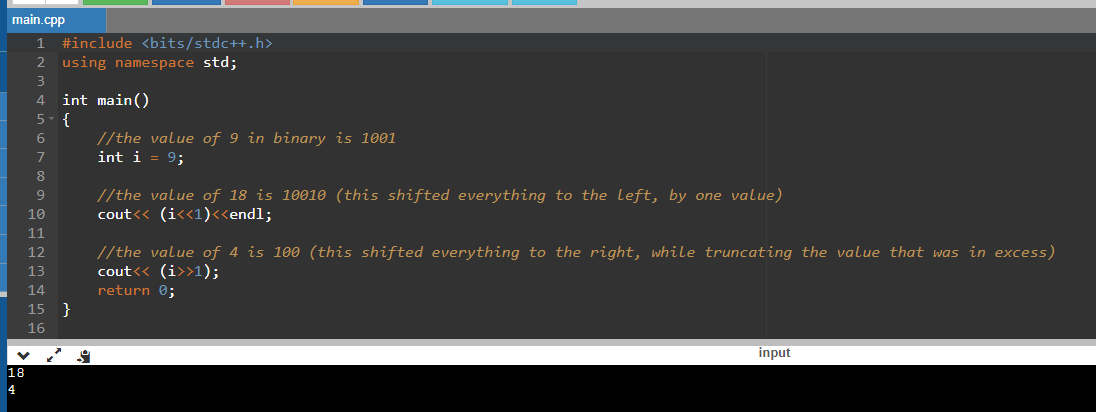 main.cpp
1 #include <bits/stdc++.h>
2 using namespace std;
3
4 int main()
5 {
6 //the value of 9 in binary is 1001
7 int i = 9;
8
9 //the value of 18 is 10010 (this shifted everything to the left, by one value)
10 cout<< (i<<1)<<endl;
11
12 //the value of 4 is 100 (this shifted everything to the right, while truncating the value that was in excess)
13 cout<< (i>>1);
14 return 0;
15 }
16
input
18
4